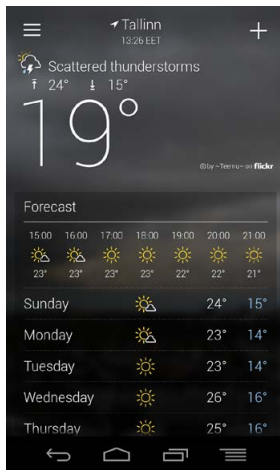 Tallinn
13:26 EET
Scattered thunderstorms
24° 15°
19°
©by ~Teemu~ on flickr
Forecast
15:00 16:00 17:00 18:00 19:00 20:00 21:00
23° 23° 23° 23° 22° 22° 21°
Sunday 24° 15°
Monday 23° 14°
Tuesday 23° 14°
Wednesday 26° 16°
Thursday 25° 16°